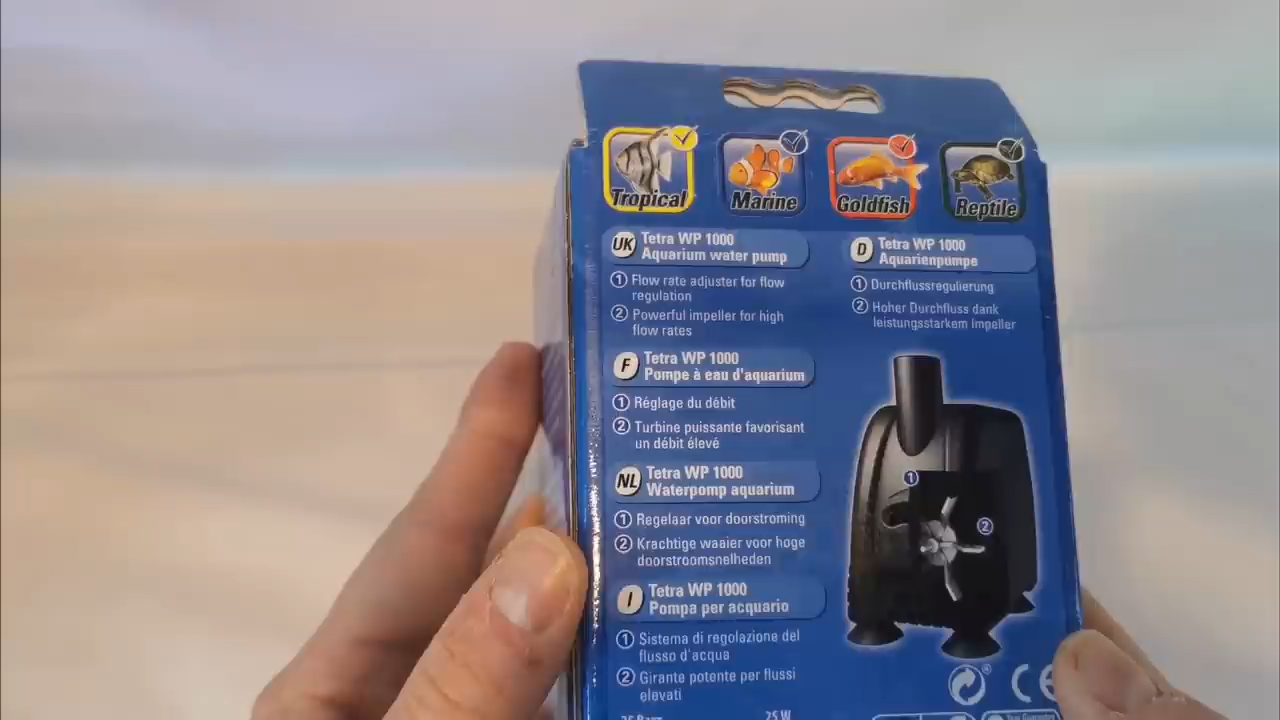 Tropical
Marine
Goldfish
Reptile
UK Tetra WP 1000
Aquarium water pump
1 Flow rate adjuster for flow
regulation
2 Powerful impeller for high
flow rates
D Tetra WP 1000
Aquarienpumpe
1 Durchflussregulierung
2 Hoher Durchfluss dank
leistungsstarkem Impeller
F Tetra WP 1000
Pompe à eau d'aquarium
1 Réglage du débit
2 Turbine puissante favorisant
un débit élevé
NL Tetra WP 1000
Waterpomp aquarium
1 Regelaar voor doorstroming
2 Krachtige waaier voor hoge
doorstroomsnelheden
I Tetra WP 1000
Pompa per acquario
1 Sistema di regolazione del
flusso d'acqua
2 Girante potente per flussi
elevati
1
2
CE
25 W